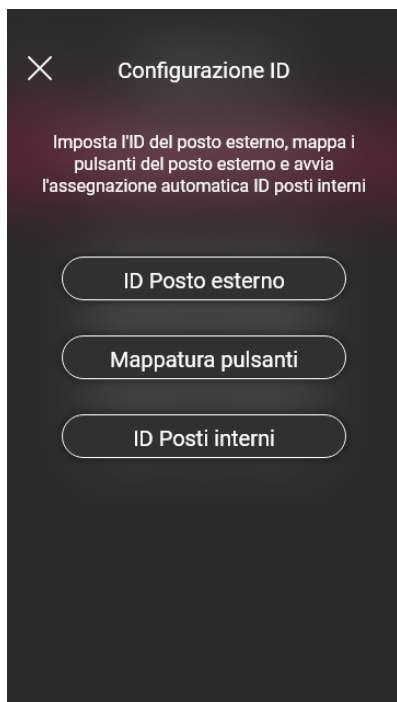 Configurazione ID
Imposta l'ID del posto esterno, mappa i
pulsanti del posto esterno e avvia
l'assegnazione automatica ID posti interni
ID Posto esterno
Mappatura pulsanti
ID Posti interni